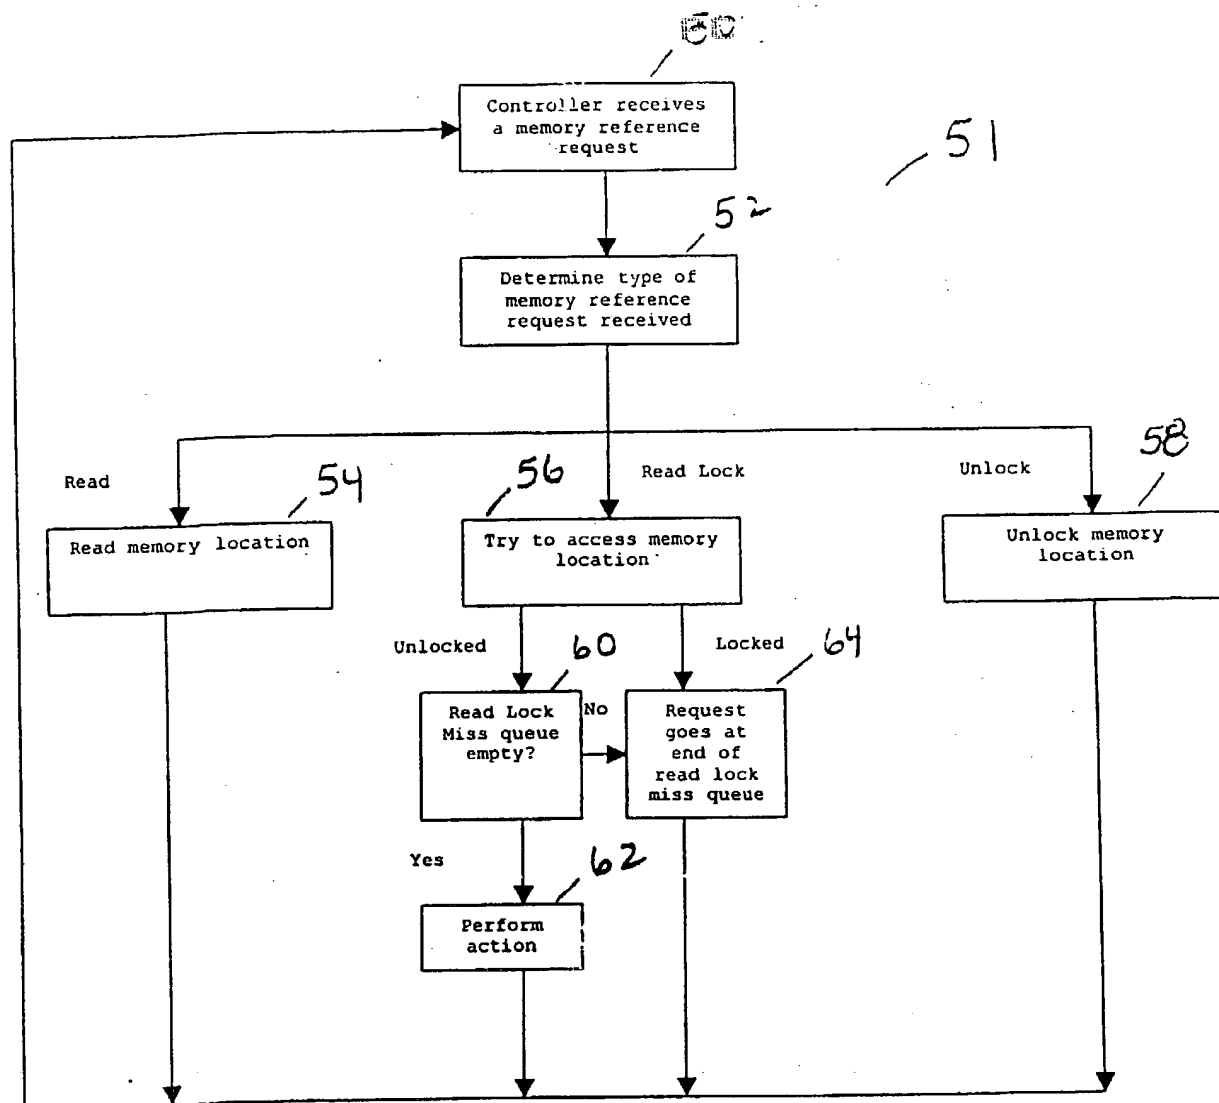 Controller receives
a memory reference
request
51
52
Determine type of
memory reference
request received
Read
54
56
Read Lock
Unlock
58
Read memory location
Try to access memory
location
Unlock memory
location
Unlocked
60
Locked
64
Read Lock
Miss queue
empty?
No
Request
goes at
end of
read lock
miss queue
Yes
62
Perform
action